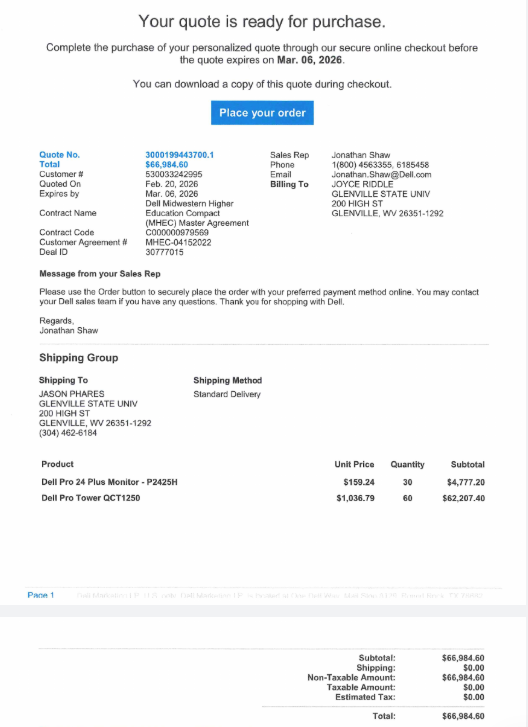 Your quote is ready for purchase.
Complete the purchase of your personalized quote through our secure online checkout before
the quote expires on Mar. 06, 2026.
You can download a copy of this quote during checkout.
Place your order
Quote No. 3000199443700.1
Total $66,984.60
Customer # 530033242995
Quoted On Feb. 20, 2026
Expires by Mar. 06, 2026
Dell Midwestern Higher
Contract Name Education Compact
(MHEC) Master Agreement
Contract Code C000000979569
Customer Agreement # MHEC-04152022
Deal ID 30777015
Sales Rep Jonathan Shaw
Phone 1(800) 4563355, 6185458
Email Jonathan.Shaw@Dell.com
Billing To JOYCE RIDDLE
GLENVILLE STATE UNIV
200 HIGH ST
GLENVILLE, WV 26351-1292
Message from your Sales Rep
Please use the Order button to securely place the order with your preferred payment method online. You may contact
your Dell sales team if you have any questions. Thank you for shopping with Dell.
Regards,
Jonathan Shaw
Shipping Group
Shipping To
JASON PHARES
GLENVILLE STATE UNIV
200 HIGH ST
GLENVILLE, WV 26351-1292
(304) 462-6184
Shipping Method
Standard Delivery
Product Unit Price Quantity Subtotal
Dell Pro 24 Plus Monitor - P2425H $159.24 30 $4,777.20
Dell Pro Tower QCT1250 $1,036.79 60 $62,207.40
Page 1
Subtotal: $66,984.60
Shipping: $0.00
Non-Taxable Amount: $66,984.60
Taxable Amount: $0.00
Estimated Tax: $0.00
Total: $66,984.60